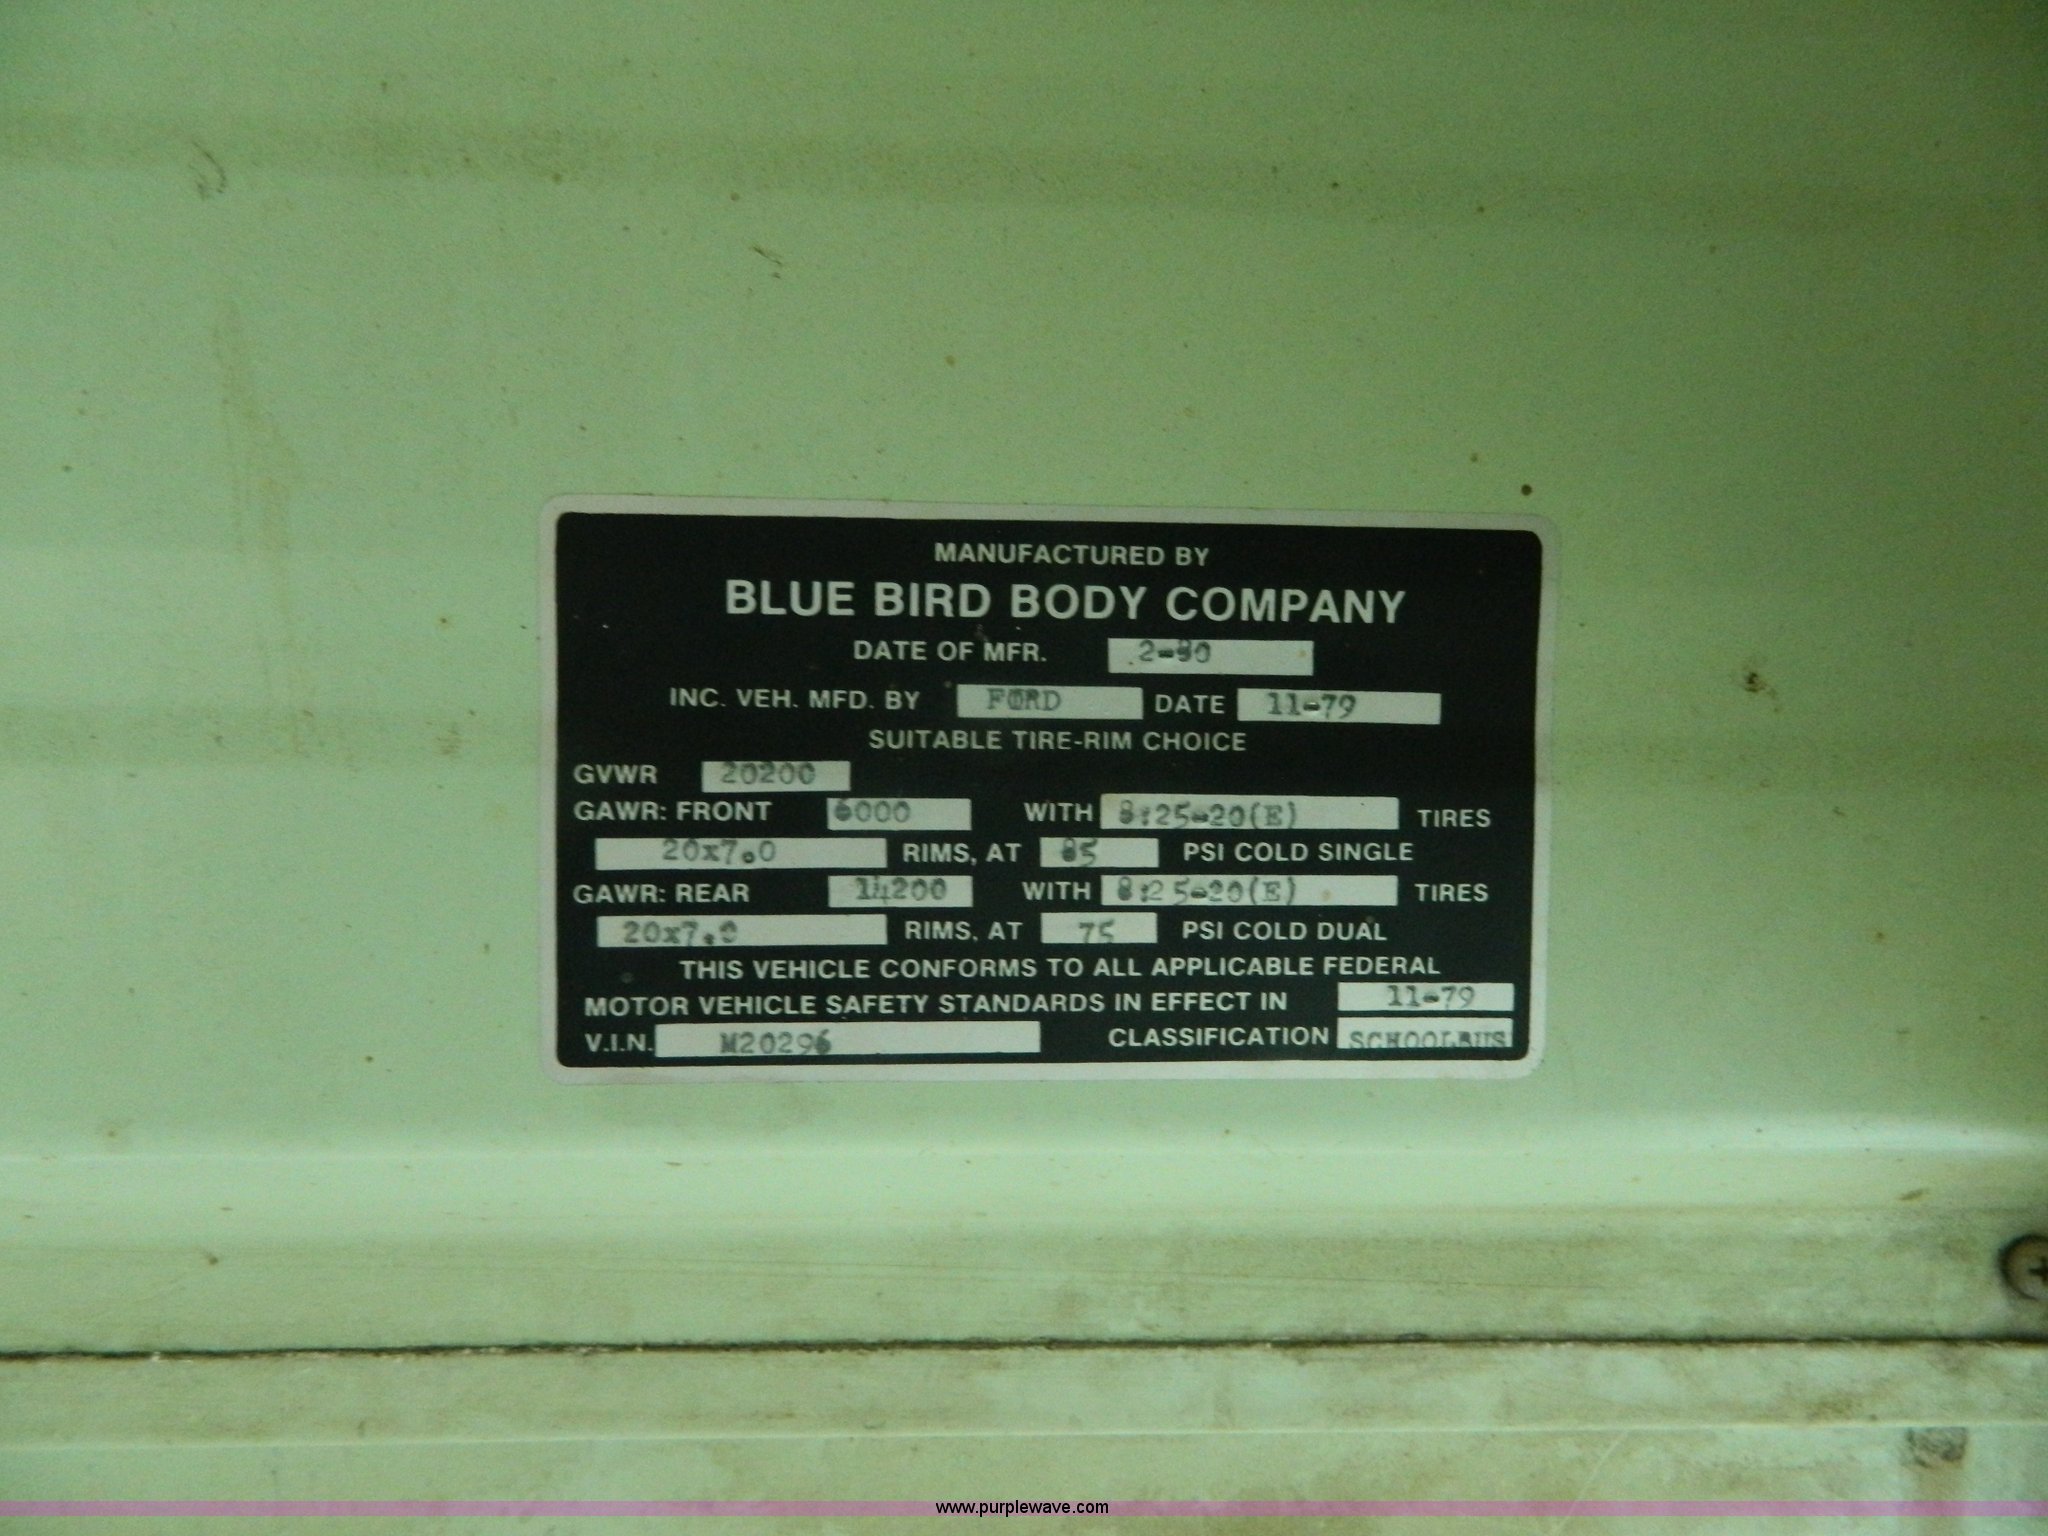 MANUFACTURED BY
BLUE BIRD BODY COMPANY
DATE OF MFR. 2-80
INC. VEH. MFD. BY FORD DATE 11-79
SUITABLE TIRE-RIM CHOICE
GVWR 20200
GAWR: FRONT 6000 WITH 8:25-20(E) TIRES
20x7.0 RIMS, AT 85 PSI COLD SINGLE
GAWR: REAR 14200 WITH 8:25-20(E) TIRES
20x7.0 RIMS, AT 75 PSI COLD DUAL
THIS VEHICLE CONFORMS TO ALL APPLICABLE FEDERAL
MOTOR VEHICLE SAFETY STANDARDS IN EFFECT IN 11-79
V.I.N. M20296 CLASSIFICATION SCHOOLBUS
www.purplewave.com